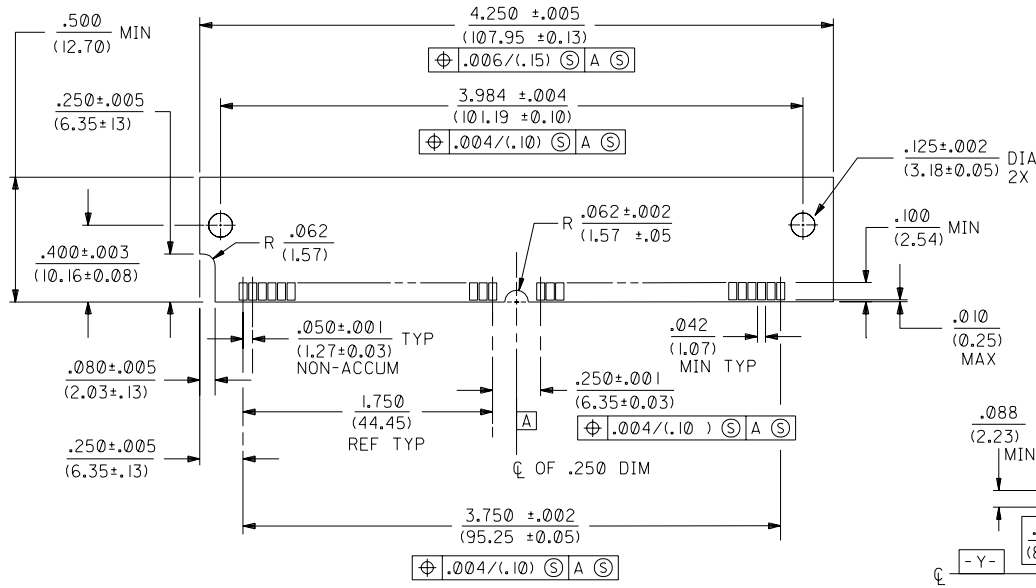 .500 MIN
(12.70)
4.250 ±.005
(107.95 ±0.13)
⌖ .006/(.15) Ⓢ A Ⓢ
.250±.005
(6.35±13)
3.984 ±.004
(101.19 ±0.10)
⌖ .004/(.10) Ⓢ A Ⓢ
.125±.002 DIA
(3.18±0.05) 2X
R .062
(1.57)
R .062±.002
(1.57 ±.05
.100 MIN
(2.54)
.400±.003
(10.16±0.08)
.050±.001 TYP
(1.27±0.03)
NON-ACCUM
.042
(1.07)
MIN TYP
.010
(0.25)
MAX
.080±.005
(2.03±.13)
.250±.001
(6.35±0.03)
⌖ .004/(.10 ) Ⓢ A Ⓢ
1.750
(44.45)
REF TYP
A
.088
(2.23)
MIN
.250±.005
(6.35±.13)
℄ OF .250 DIM
3.750 ±.002
(95.25 ±0.05)
⌖ .004/(.10) Ⓢ A Ⓢ
-Y-
℄